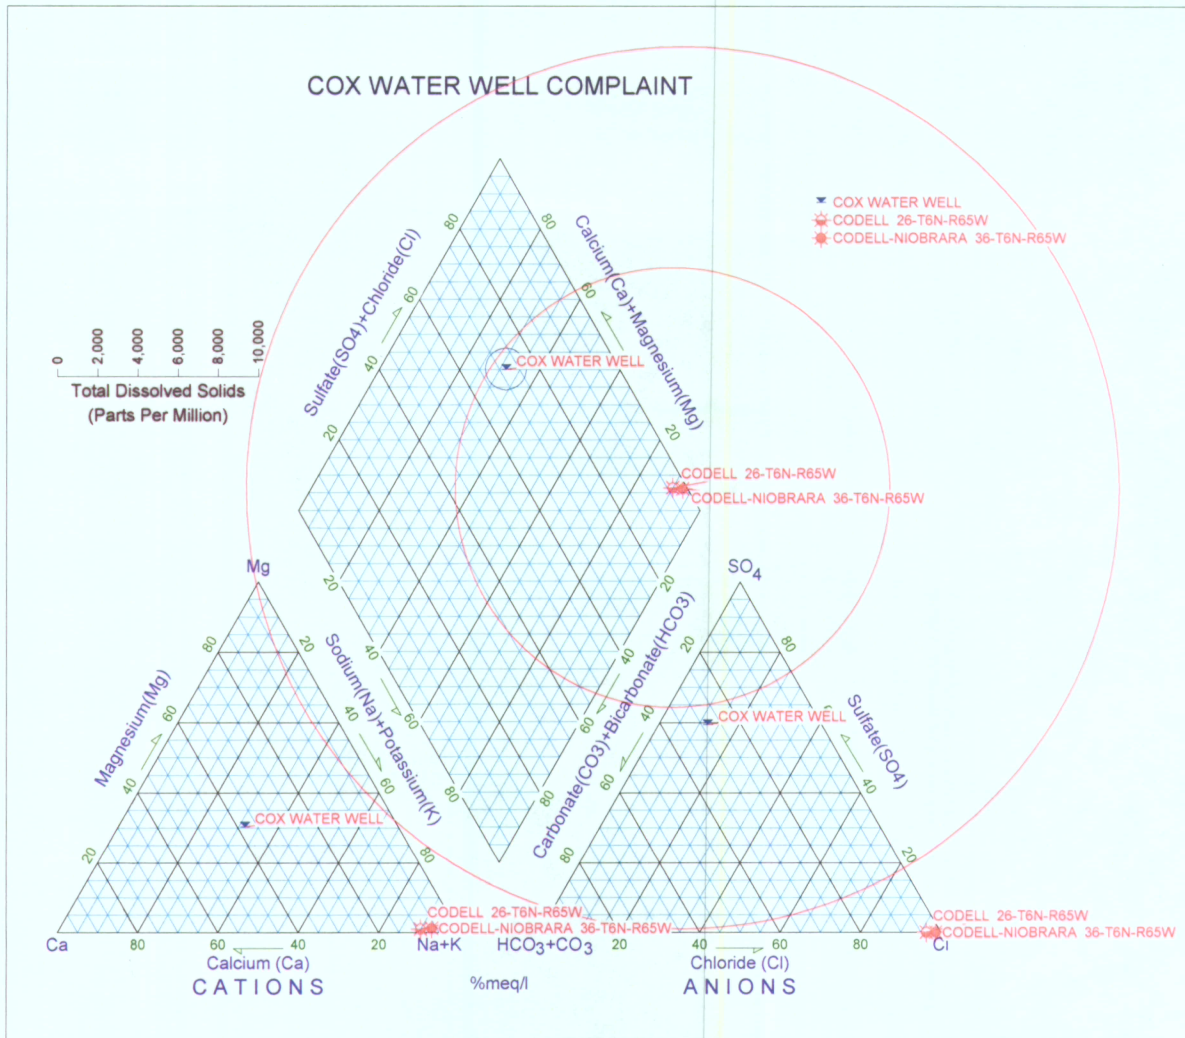 COX WATER WELL COMPLAINT
COX WATER WELL
CODELL 26-T6N-R65W
CODELL-NIOBRARA 36-T6N-R65W
80
80
Sulfate(SO4)+Chloride(Cl)
Calcium(Ca)+Magnesium(Mg)
60
60
0
2,000
4,000
6,000
8,000
10,000
Total Dissolved Solids
(Parts Per Million)
40
COX WATER WELL
20
20
CODELL 26-T6N-R65W
CODELL-NIOBRARA 36-T6N-R65W
Mg
SO4
20
20
80
20
20
80
Sodium(Na)+Potassium(K)
Carbonate(CO3)+Bicarbonate(HCO3)
40
40
Magnesium(Mg)
60
40
60
60
40
COX WATER WELL
60
Sulfate(SO4)
40
60
80
80
60
40
COX WATER WELL
20
80
80
20
CODELL 26-T6N-R65W
CODELL-NIOBRARA 36-T6N-R65W
CODELL 26-T6N-R65W
CODELL-NIOBRARA 36-T6N-R65W
Ca
80
60
40
20
Na+K
HCO3+CO3
20
40
60
80
Cl
Calcium (Ca)
Chloride (Cl)
CATIONS
%meq/l
ANIONS